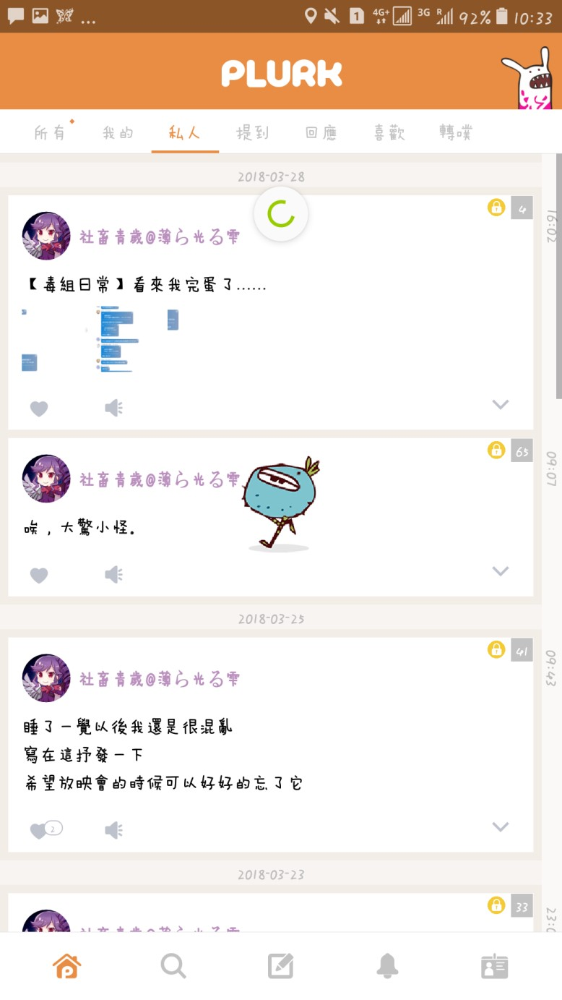 ... 1 4G+ 3G R 92% 10:33
PLURK
所有 我的 私人 提到 回應 喜歡 轉噗
2018-03-28
4
16:02
社畜青歲@薄ら光る雫
【毒組日常】看來我完蛋了......
65
09:07
社畜青歲@薄ら光る雫
唉，大驚小怪。
2018-03-25
41
09:43
社畜青歲@薄ら光る雫
睡了一覺以後我還是很混亂
寫在這抒發一下
希望放映會的時候可以好好的忘了它
2
2018-03-23
33